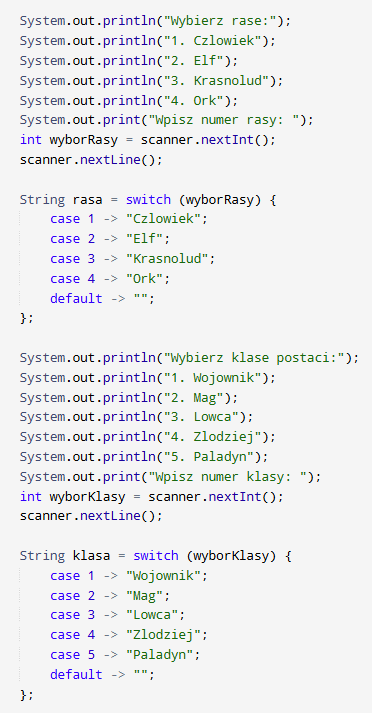 System.out.println("Wybierz rase:");
System.out.println("1. Czlowiek");
System.out.println("2. Elf");
System.out.println("3. Krasnolud");
System.out.println("4. Ork");
System.out.print("Wpisz numer rasy: ");
int wyborRasy = scanner.nextInt();
scanner.nextLine();

String rasa = switch (wyborRasy) {
    case 1 -> "Czlowiek";
    case 2 -> "Elf";
    case 3 -> "Krasnolud";
    case 4 -> "Ork";
    default -> "";
};

System.out.println("Wybierz klase postaci:");
System.out.println("1. Wojownik");
System.out.println("2. Mag");
System.out.println("3. Lowca");
System.out.println("4. Zlodziej");
System.out.println("5. Paladyn");
System.out.print("Wpisz numer klasy: ");
int wyborKlasy = scanner.nextInt();
scanner.nextLine();

String klasa = switch (wyborKlasy) {
    case 1 -> "Wojownik";
    case 2 -> "Mag";
    case 3 -> "Lowca";
    case 4 -> "Zlodziej";
    case 5 -> "Paladyn";
    default -> "";
};